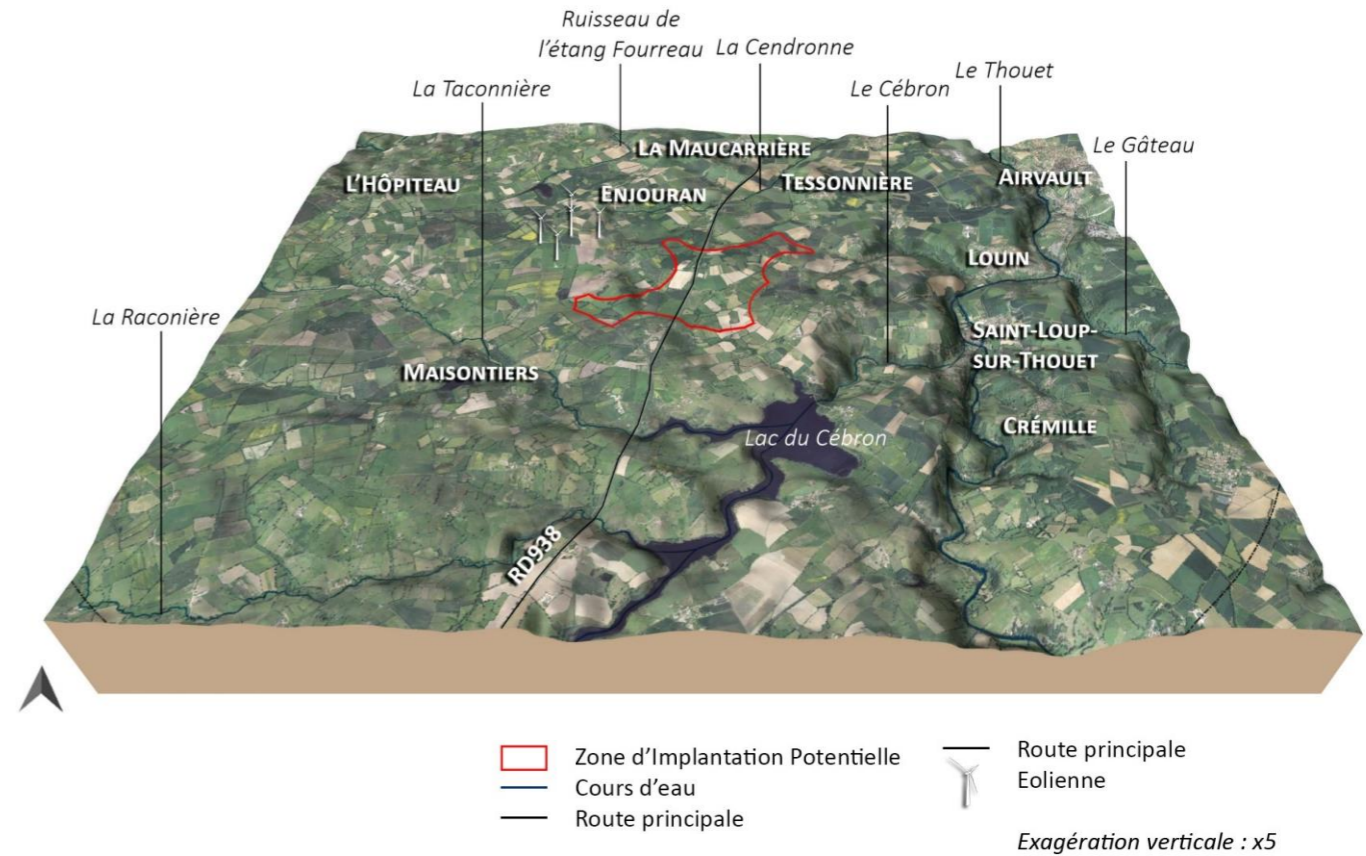 Ruisseau de
l'étang Fourreau
La Cendronne
La Taconnière
Le Cébron
Le Thouet
Le Gâteau
La Maucarrière
L'Hôpiteau
Enjouran
Tessonnière
Airvault
Louin
La Raconière
Saint-Loup-
sur-Thouet
Maisontiers
Crémille
Lac du Cébron
RD938
Zone d'Implantation Potentielle
Cours d'eau
Route principale
Route principale
Eolienne
Exagération verticale : x5